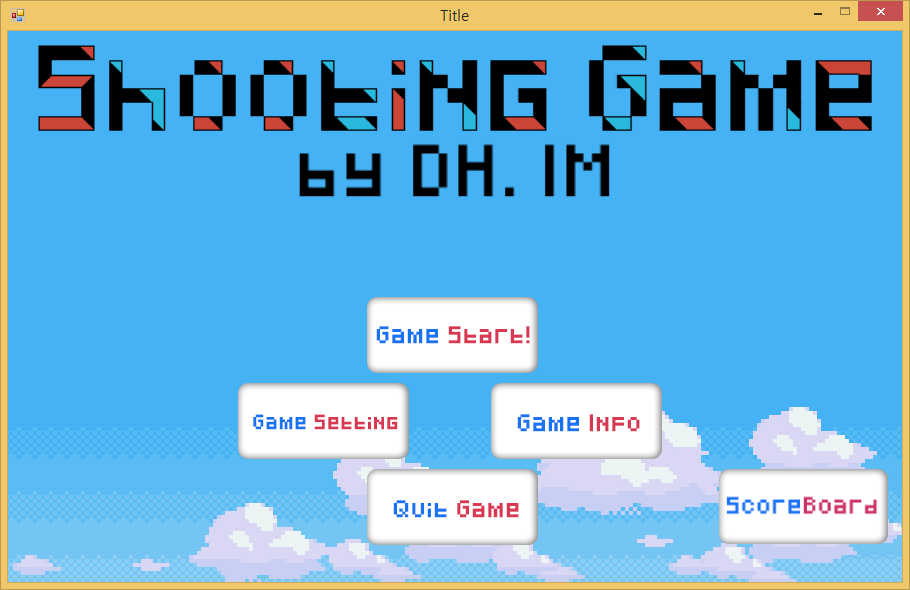 Title
Shooting Game
by DH. IM
Game Start!
Game Setting
Game Info
Quit Game
ScoreBoard